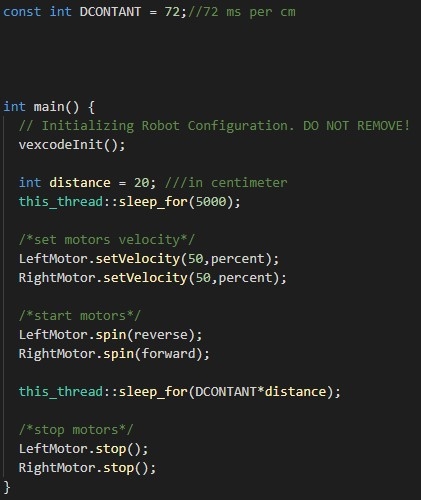 const int DCONTANT = 72;//72 ms per cm
int main() {
// Initializing Robot Configuration. DO NOT REMOVE!
vexcodeInit();
int distance = 20; ///in centimeter
this_thread::sleep_for(5000);
/*set motors velocity*/
LeftMotor.setVelocity(50,percent);
RightMotor.setVelocity(50,percent);
/*start motors*/
LeftMotor.spin(reverse);
RightMotor.spin(forward);
this_thread::sleep_for(DCONTANT*distance);
/*stop motors*/
LeftMotor.stop();
RightMotor.stop();
}